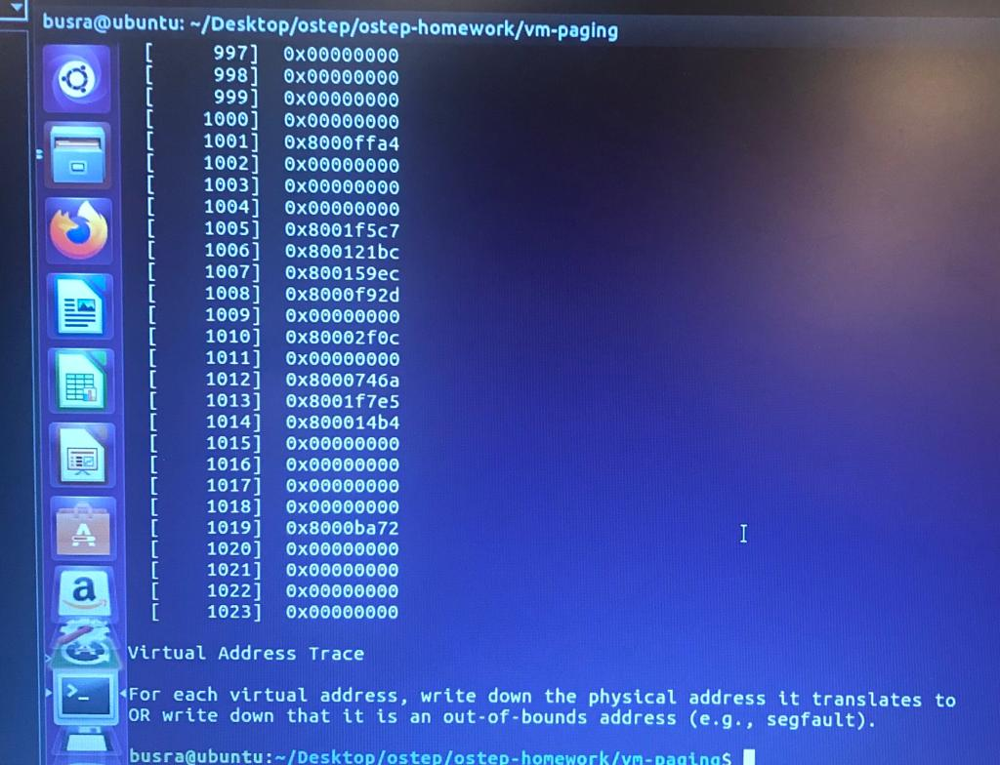 busra@ubuntu: ~/Desktop/ostep/ostep-homework/vm-paging
[ 997] 0x00000000
[ 998] 0x00000000
[ 999] 0x00000000
[ 1000] 0x00000000
[ 1001] 0x8000ffa4
[ 1002] 0x00000000
[ 1003] 0x00000000
[ 1004] 0x00000000
[ 1005] 0x8001f5c7
[ 1006] 0x800121bc
[ 1007] 0x800159ec
[ 1008] 0x8000f92d
[ 1009] 0x00000000
[ 1010] 0x80002f0c
[ 1011] 0x00000000
[ 1012] 0x8000746a
[ 1013] 0x8001f7e5
[ 1014] 0x800014b4
[ 1015] 0x00000000
[ 1016] 0x00000000
[ 1017] 0x00000000
[ 1018] 0x00000000
[ 1019] 0x8000ba72
[ 1020] 0x00000000
[ 1021] 0x00000000
[ 1022] 0x00000000
[ 1023] 0x00000000
Virtual Address Trace
For each virtual address, write down the physical address it translates to
OR write down that it is an out-of-bounds address (e.g., segfault).
busra@ubuntu:~/Desktop/ostep/ostep-homework/vm-paging$